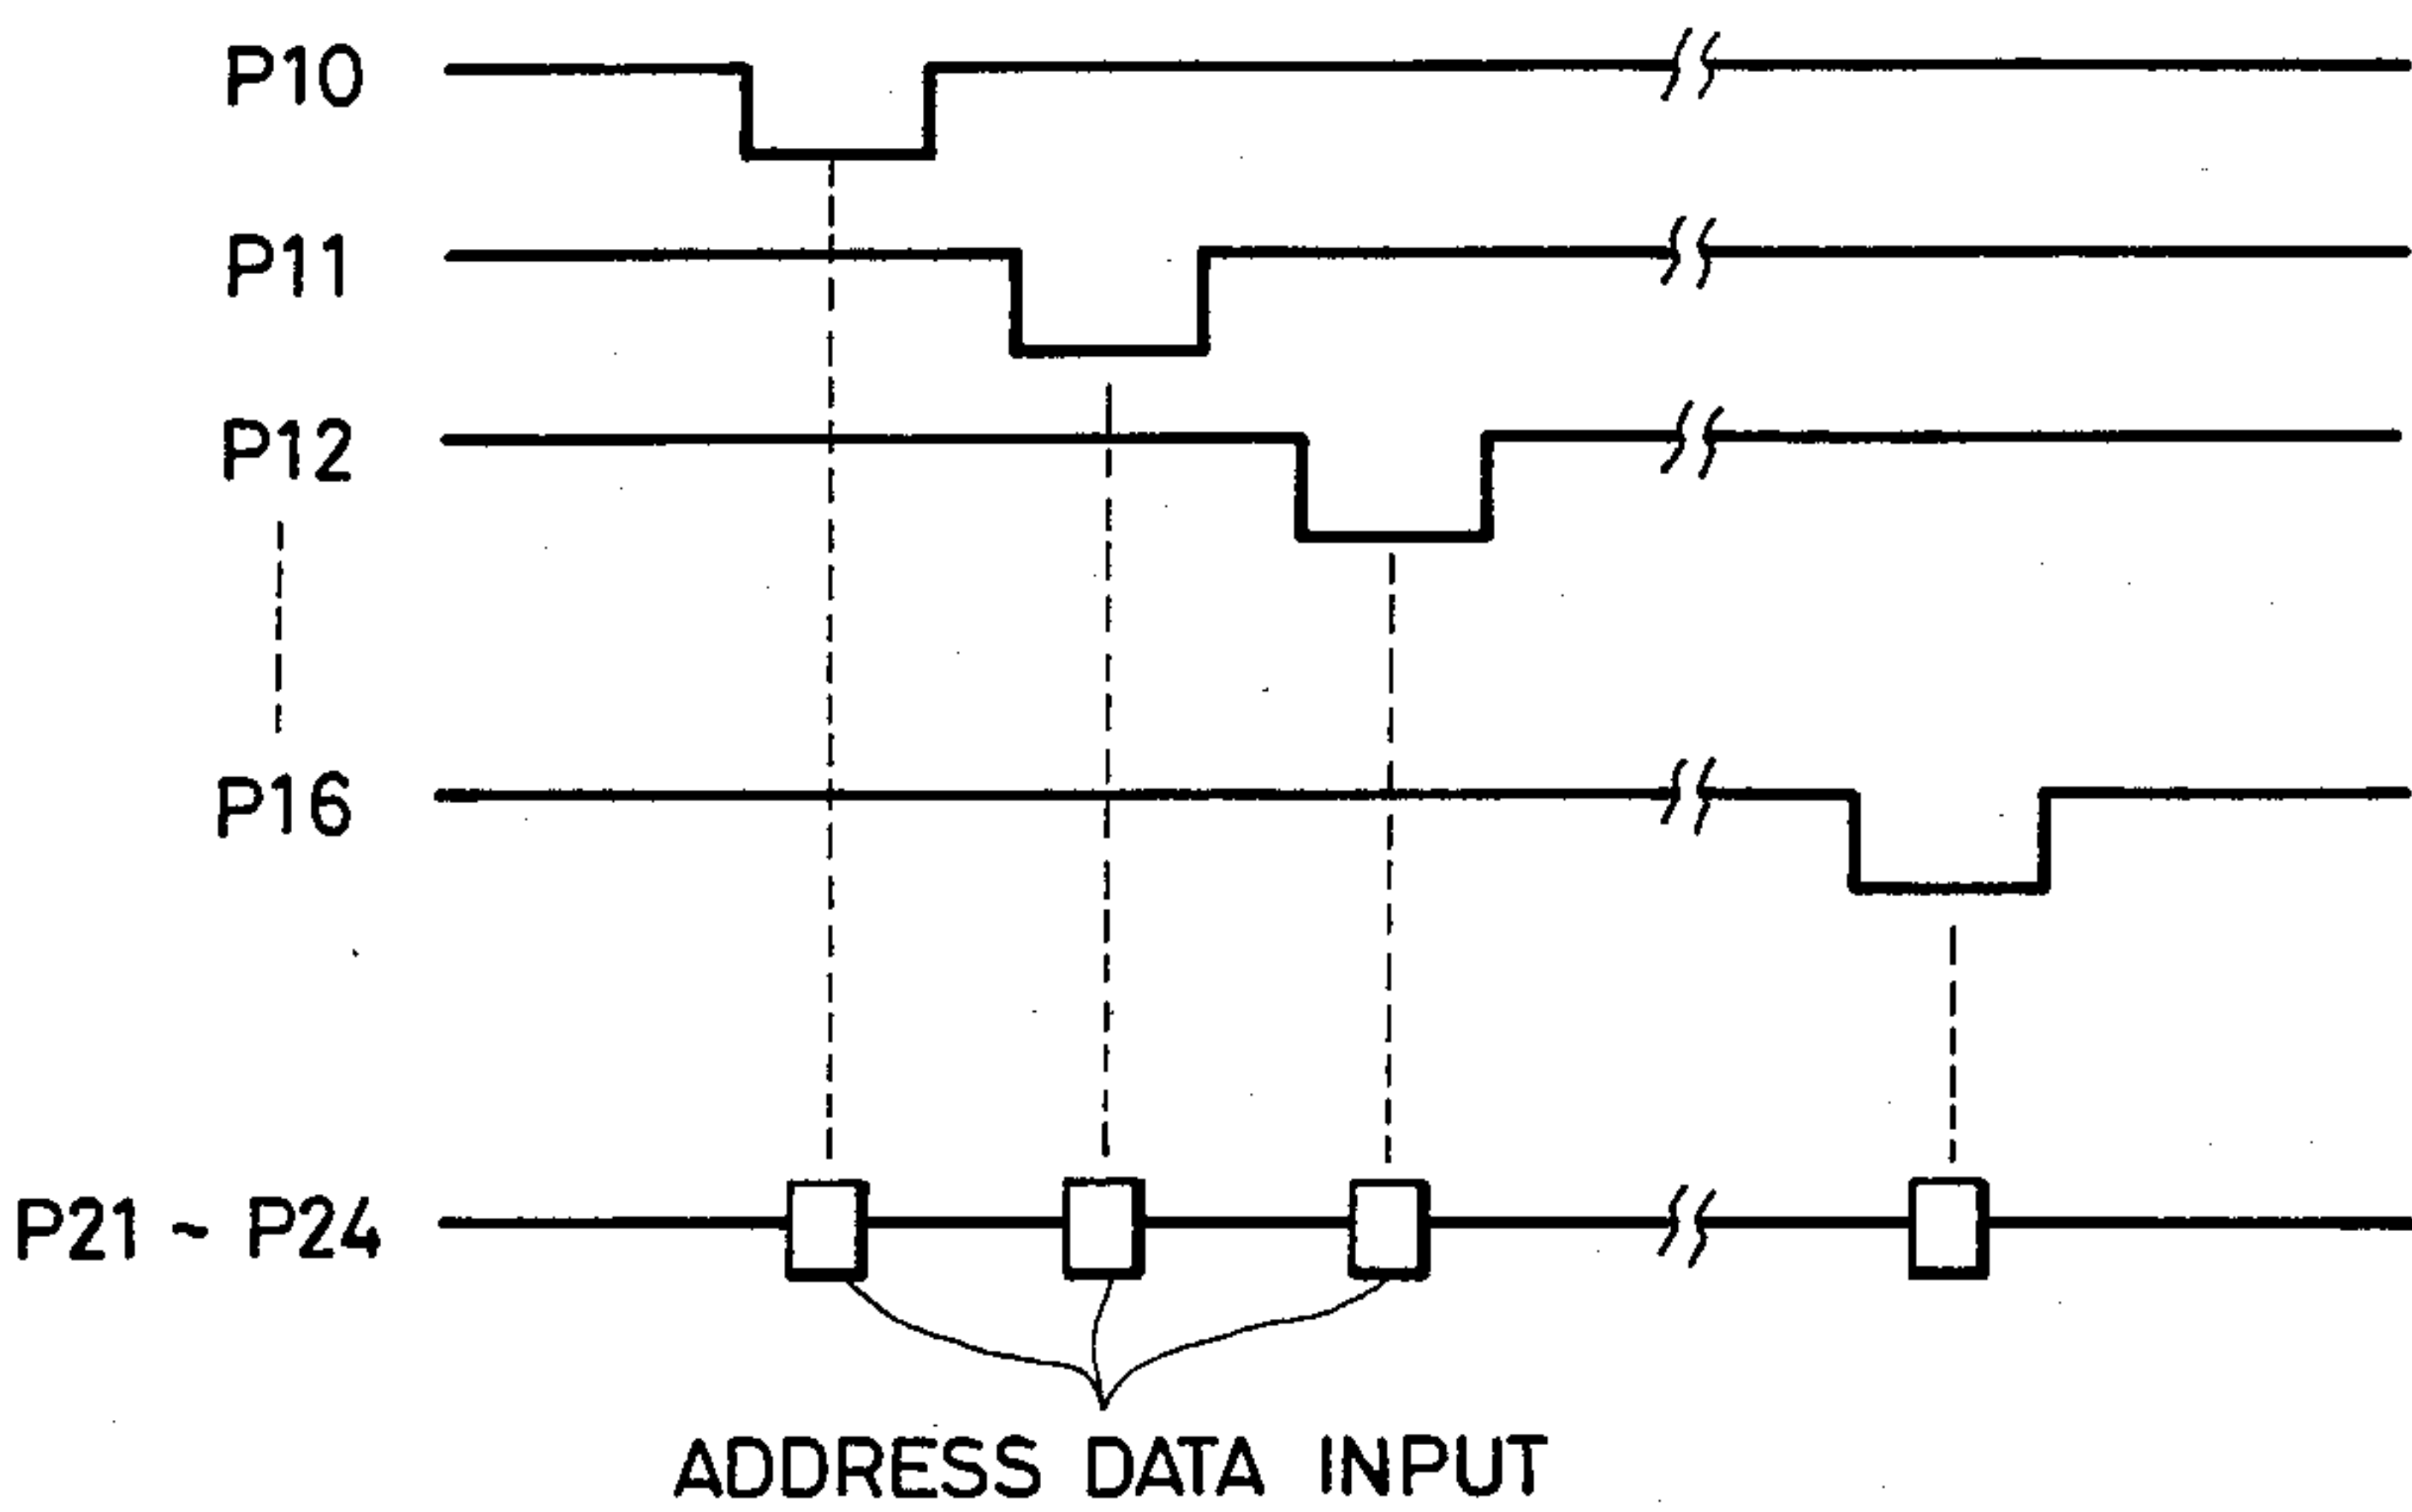 P10
P11
P12
P16
P21 ~ P24
ADDRESS DATA INPUT